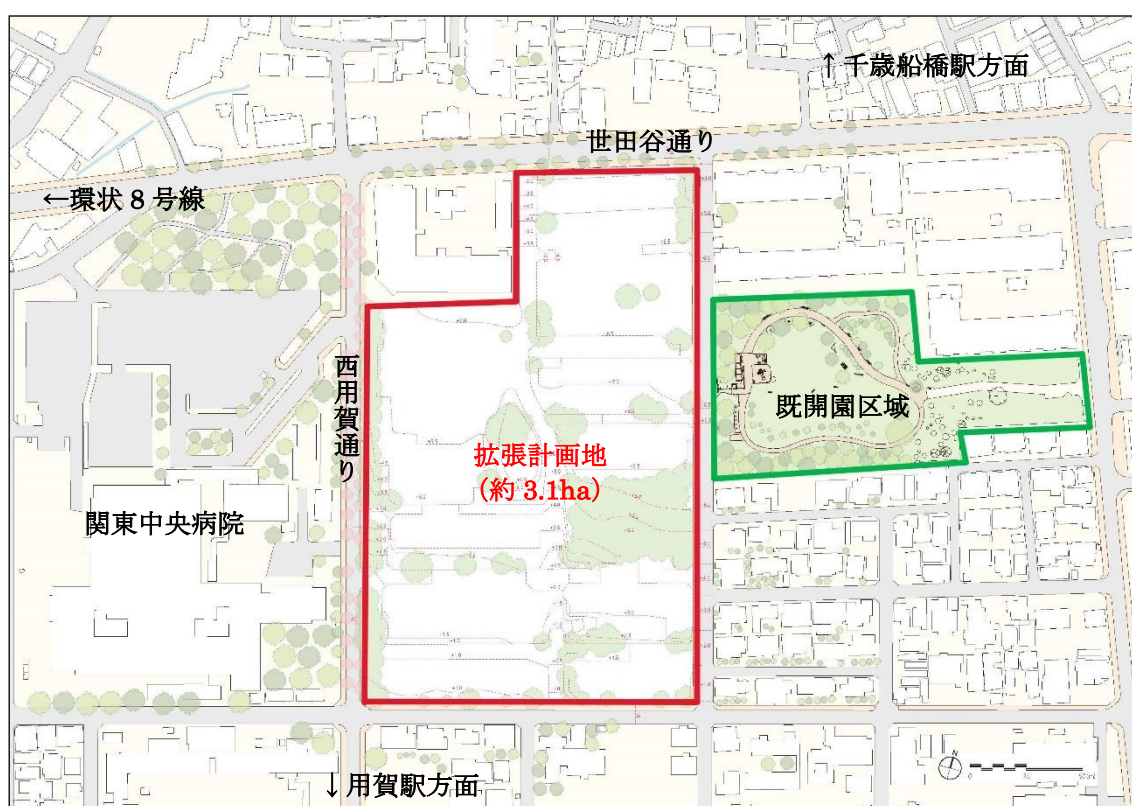 ↑千歳船橋駅方面
世田谷通り
←環状8号線
西用賀通り
既開園区域
拡張計画地
(約 3.1ha)
関東中央病院
↓用賀駅方面
N